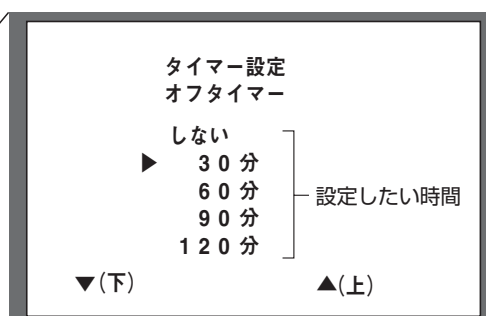 タイマー設定
オフタイマー
しない
▶ 30分
60分
90分
120分
設定したい時間
▼(下) ▲(上)